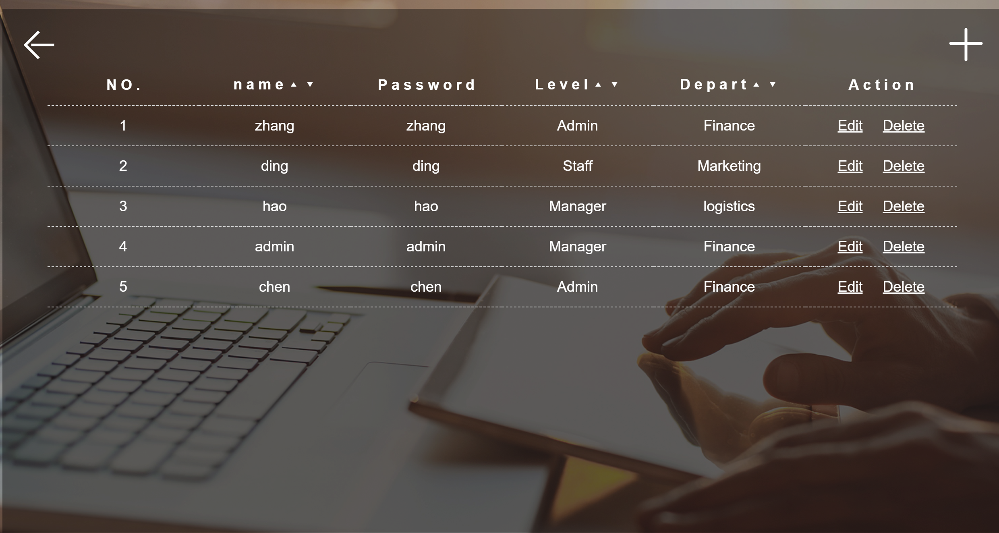 NO. name▲ ▼ Password Level▲ ▼ Depart▲ ▼ Action
1 zhang zhang Admin Finance Edit Delete
2 ding ding Staff Marketing Edit Delete
3 hao hao Manager logistics Edit Delete
4 admin admin Manager Finance Edit Delete
5 chen chen Admin Finance Edit Delete